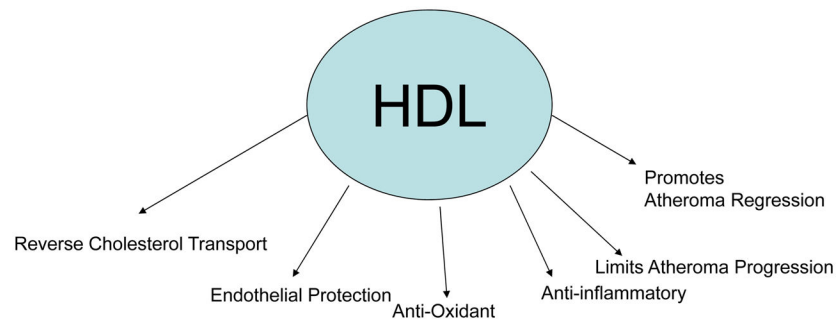 HDL
Promotes
Atheroma Regression
Reverse Cholesterol Transport
Limits Atheroma Progression
Endothelial Protection
Anti-inflammatory
Anti-Oxidant